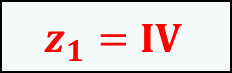 z₁ = IV